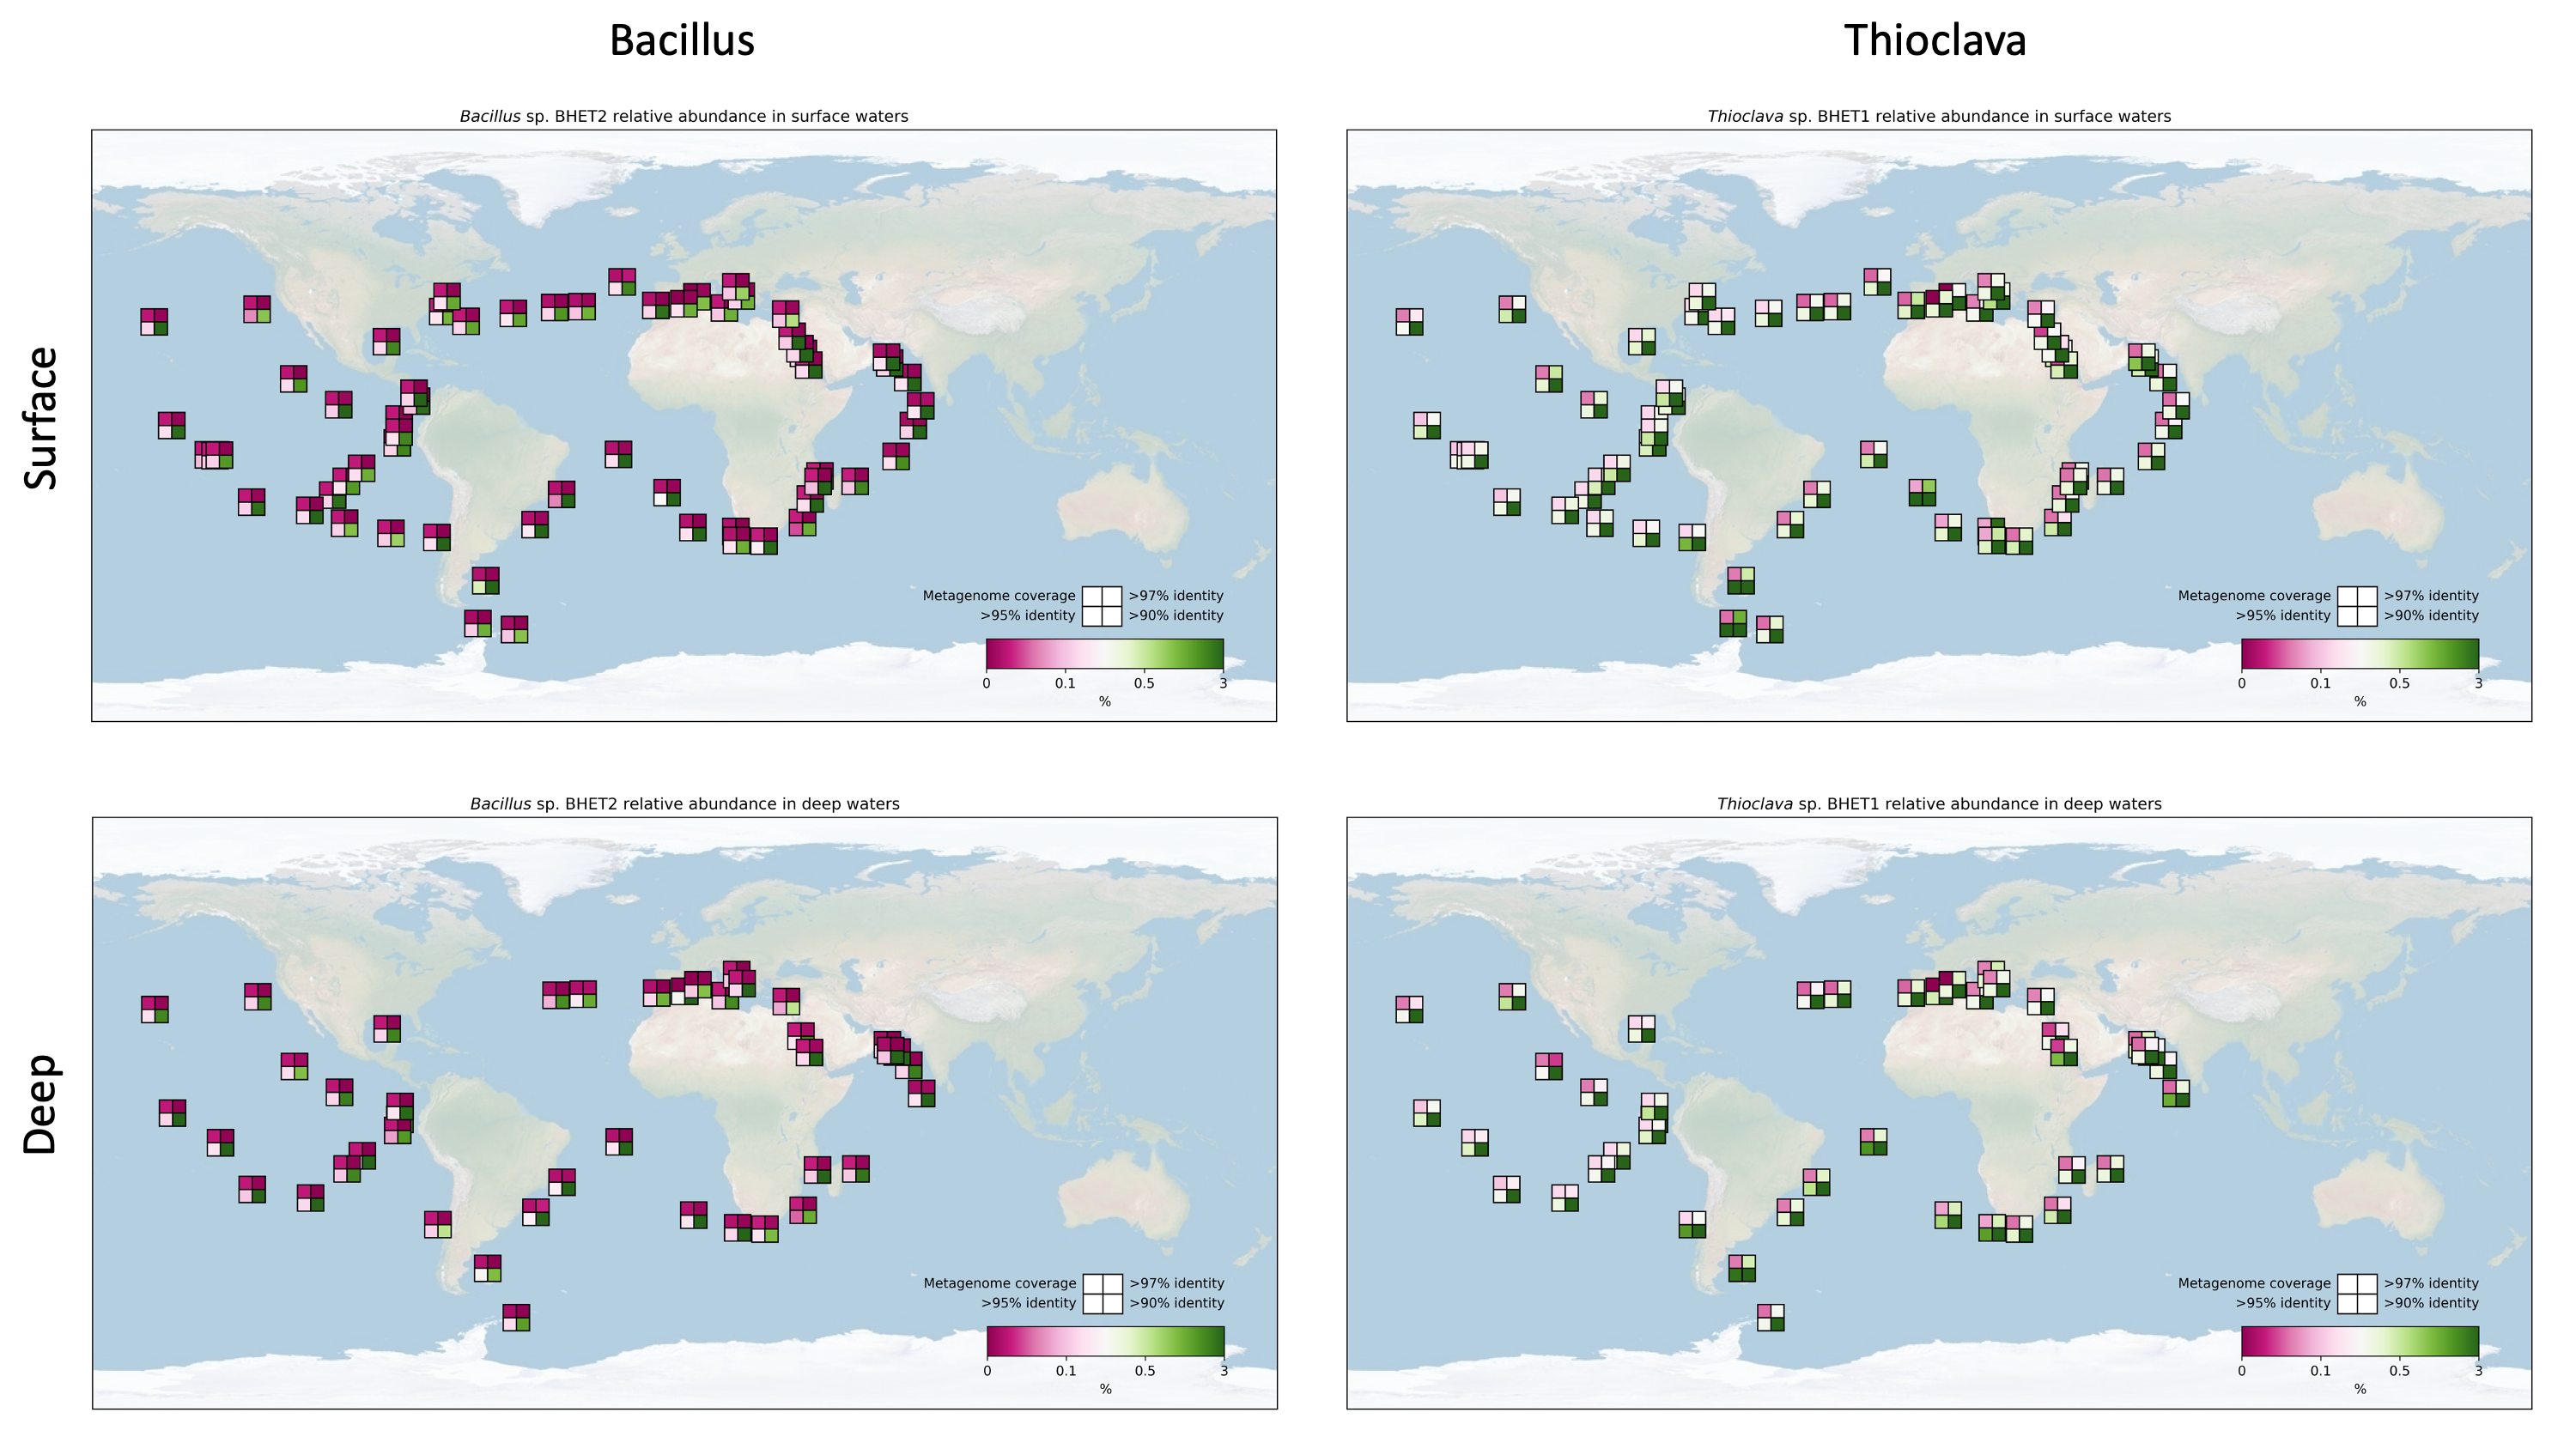 Bacillus
Thioclava
Surface
Bacillus sp. BHET2 relative abundance in surface waters
Metagenome coverage >97% identity
>95% identity >90% identity
0 0.1 0.5 3
%
Thioclava sp. BHET1 relative abundance in surface waters
Metagenome coverage >97% identity
>95% identity >90% identity
0 0.1 0.5 3
%
Deep
Bacillus sp. BHET2 relative abundance in deep waters
Metagenome coverage >97% identity
>95% identity >90% identity
0 0.1 0.5 3
%
Thioclava sp. BHET1 relative abundance in deep waters
Metagenome coverage >97% identity
>95% identity >90% identity
0 0.1 0.5 3
%